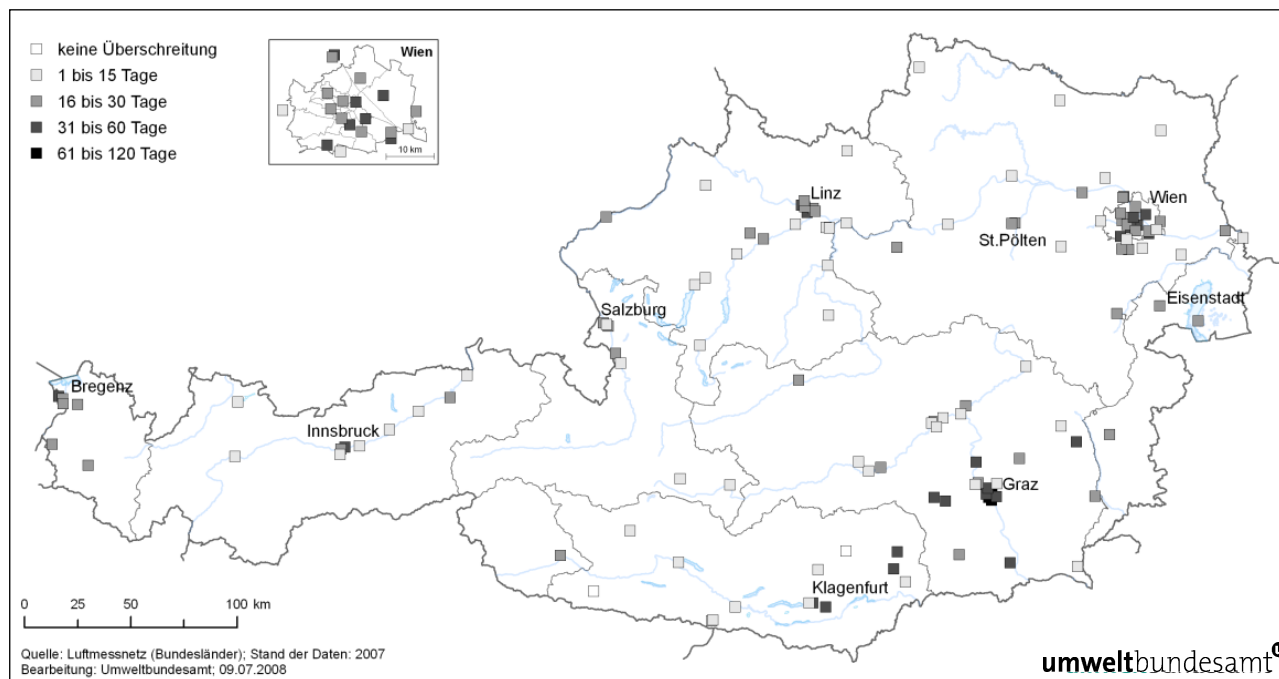 keine Überschreitung
1 bis 15 Tage
16 bis 30 Tage
31 bis 60 Tage
61 bis 120 Tage
Wien
10 km
Linz
Wien
St.Pölten
Eisenstadt
Salzburg
Bregenz
Innsbruck
Graz
Klagenfurt
0 25 50 100 km
Quelle: Luftmessnetz (Bundesländer); Stand der Daten: 2007
Bearbeitung: Umweltbundesamt; 09.07.2008
umweltbundesamt